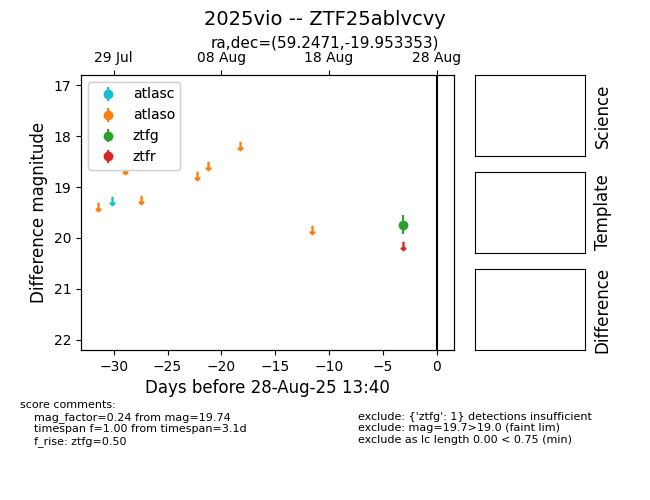 2025vio -- ZTF25ablvcvy
ra,dec=(59.2471,-19.953353)
29 Jul 08 Aug 18 Aug 28 Aug
atlasc
atlaso
ztfg
ztfr
17
18
19
20
21
22
Difference magnitude
−30 −25 −20 −15 −10 −5 0
Days before 28-Aug-25 13:40
Science
Template
Difference
score comments:
mag_factor=0.24 from mag=19.74
timespan f=1.00 from timespan=3.1d
f_rise: ztfg=0.50
exclude: {'ztfg': 1} detections insufficient
exclude: mag=19.7>19.0 (faint lim)
exclude as lc length 0.00 < 0.75 (min)